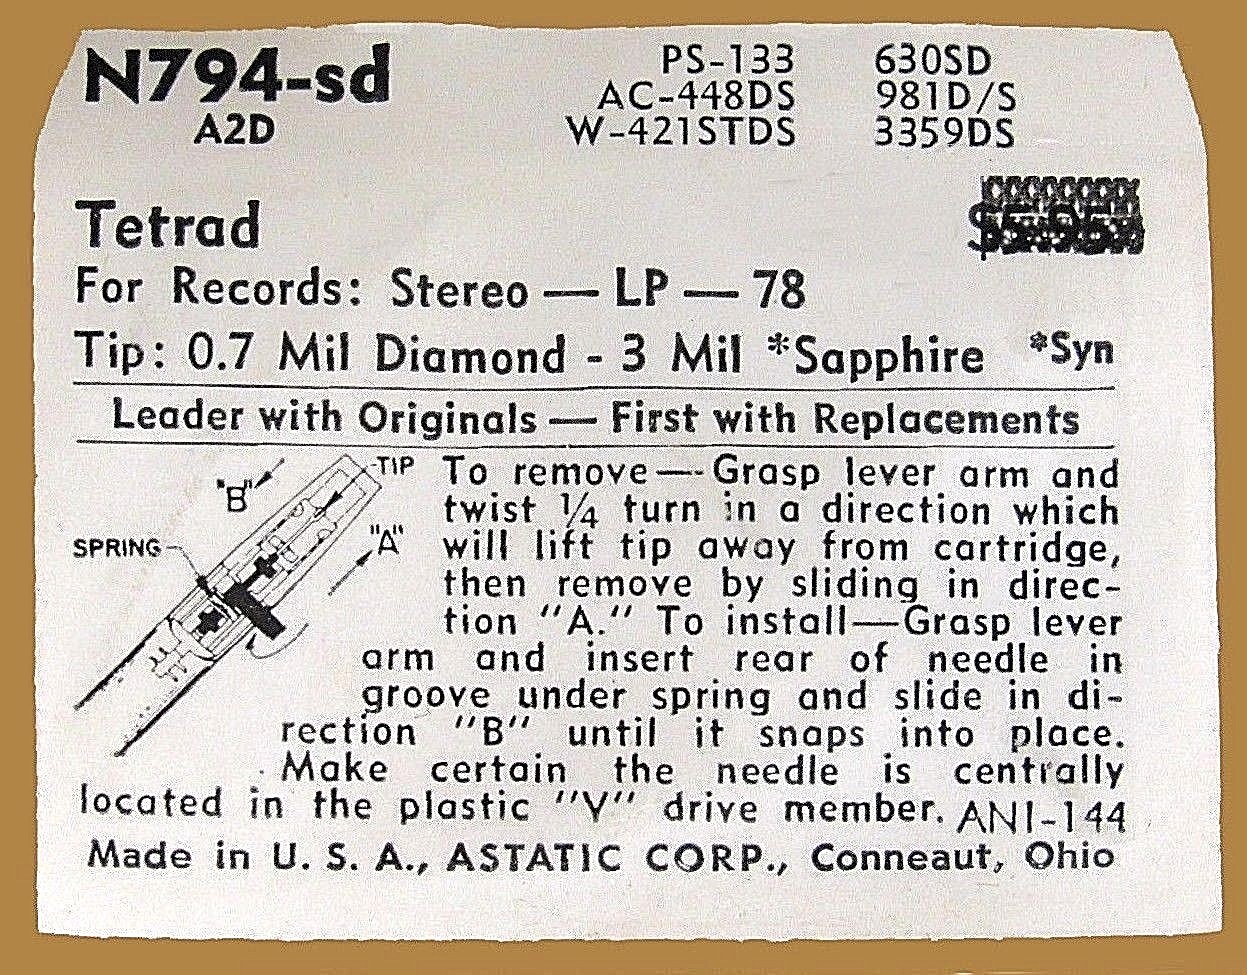 N794-sd
A2D
PS-133 630SD
AC-448DS 981D/S
W-421STDS 3359DS
Tetrad
$5.95
For Records: Stereo — LP — 78
Tip: 0.7 Mil Diamond - 3 Mil *Sapphire *Syn
Leader with Originals — First with Replacements
TIP
"B"
"A"
SPRING
To remove — Grasp lever arm and
twist ¼ turn in a direction which
will lift tip away from cartridge,
then remove by sliding in direc-
tion "A." To install — Grasp lever
arm and insert rear of needle in
groove under spring and slide in di-
rection "B" until it snaps into place.
Make certain the needle is centrally
located in the plastic "V" drive member. ANI-144
Made in U. S. A., ASTATIC CORP., Conneaut, Ohio